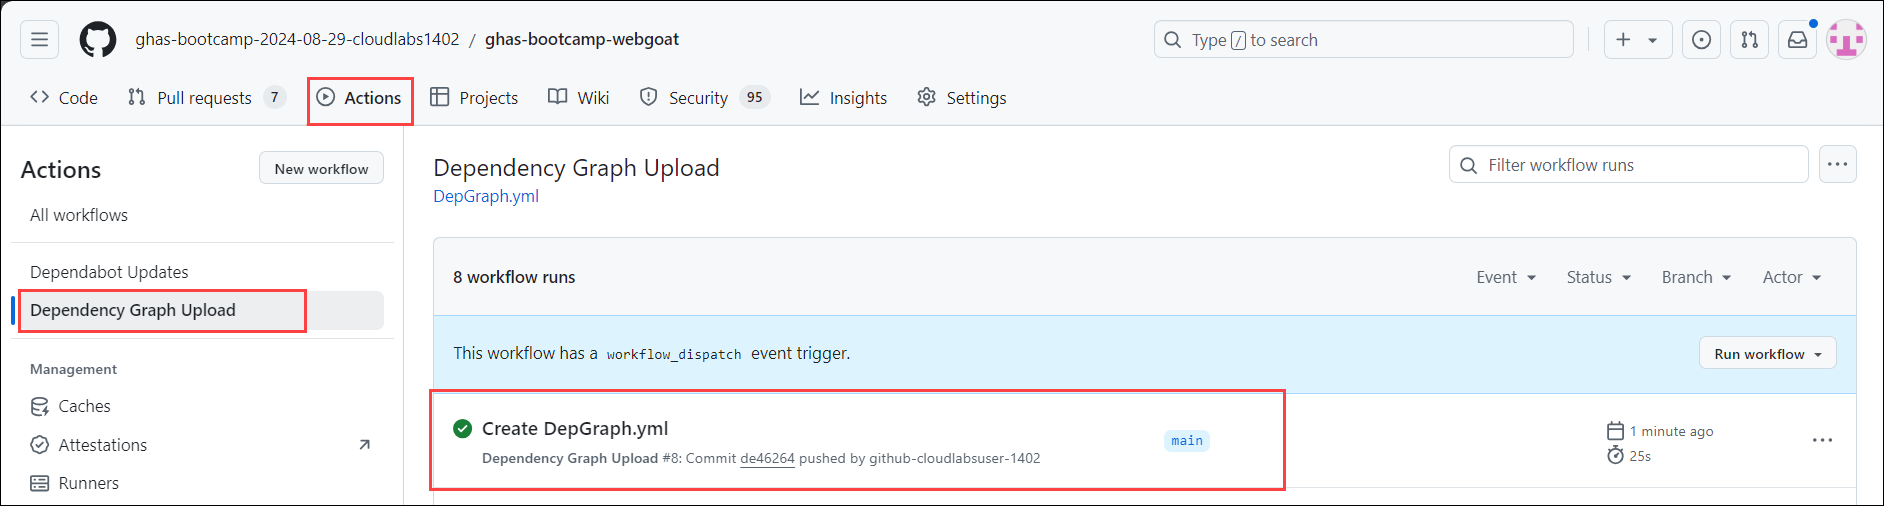 ghas-bootcamp-2024-08-29-cloudlabs1402 / ghas-bootcamp-webgoat
Type / to search
Code
Pull requests 7
Actions
Projects
Wiki
Security 95
Insights
Settings
Actions
New workflow
All workflows
Dependabot Updates
Dependency Graph Upload
Management
Caches
Attestations
Runners
Dependency Graph Upload
DepGraph.yml
Filter workflow runs
8 workflow runs
Event
Status
Branch
Actor
This workflow has a workflow_dispatch event trigger.
Run workflow
Create DepGraph.yml
Dependency Graph Upload #8: Commit de46264 pushed by github-cloudlabsuser-1402
main
1 minute ago
25s